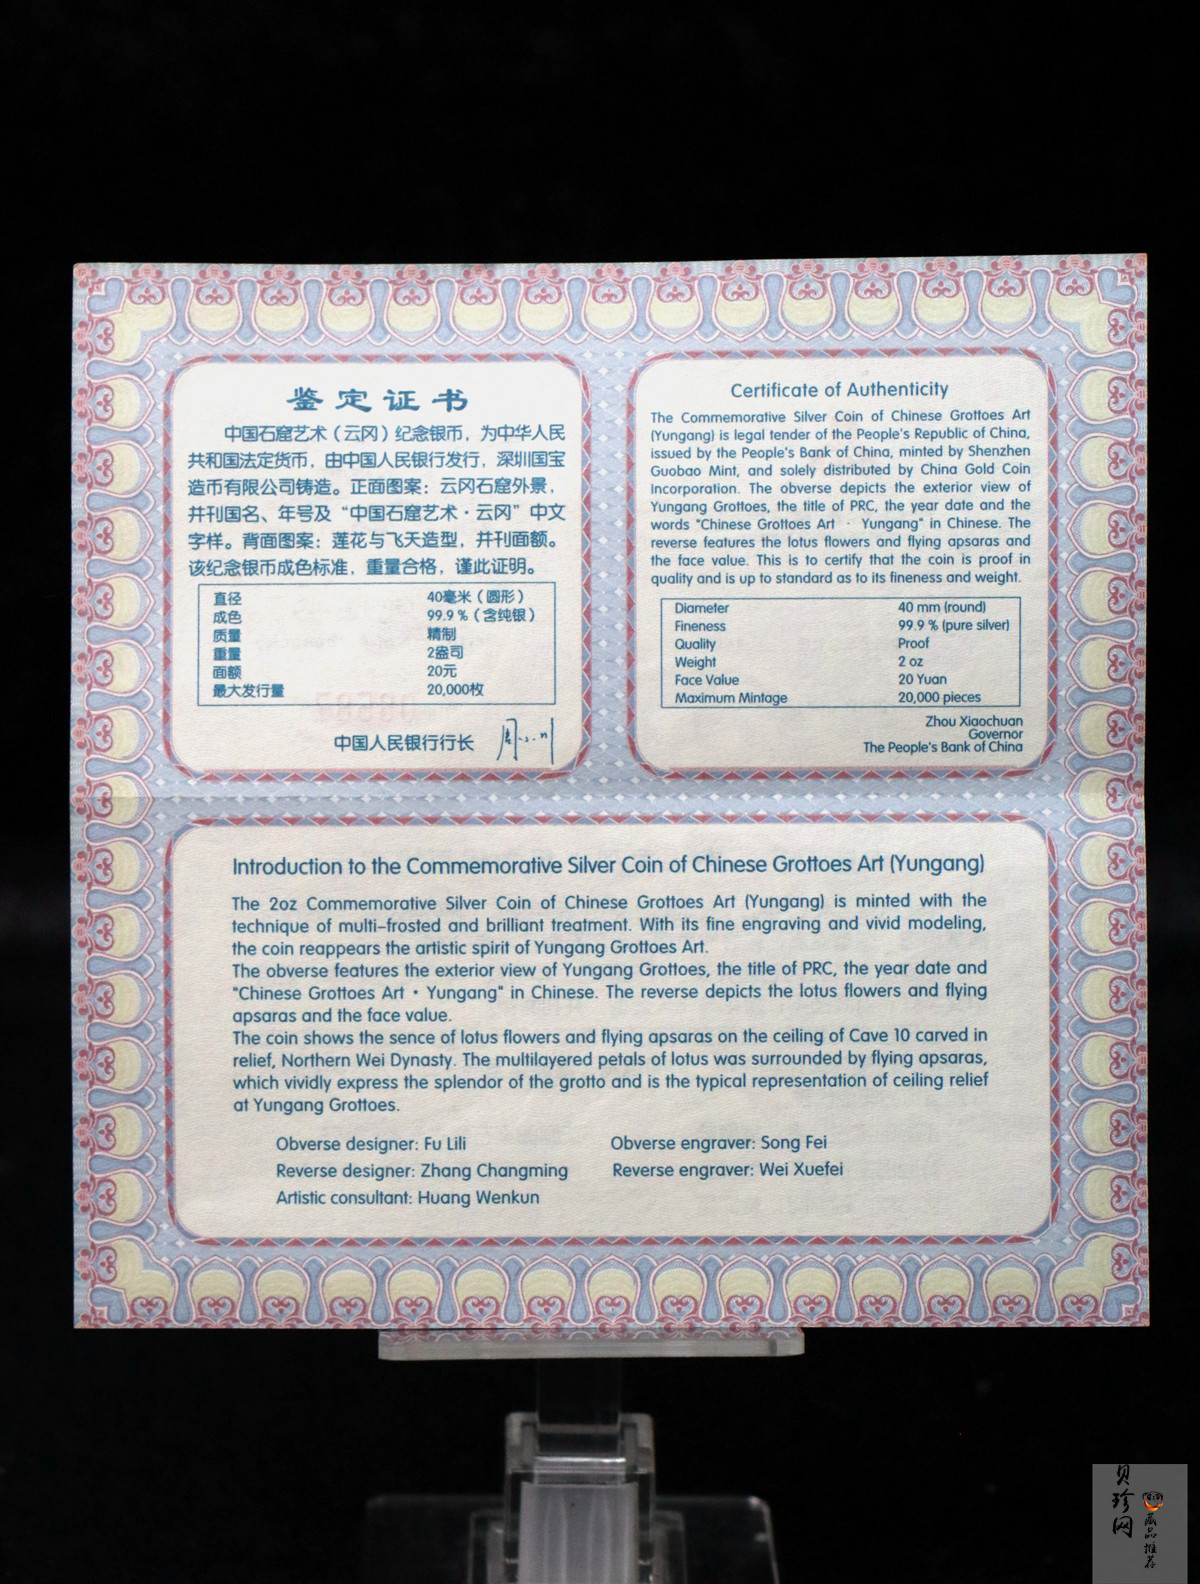 鉴定证书
中国石窟艺术（云冈）纪念银币，为中华人民
共和国法定货币，由中国人民银行发行，深圳国宝
造币有限公司铸造。正面图案：云冈石窟外景，
并刊国名、年号及“中国石窟艺术·云冈”中文
字样。背面图案：莲花与飞天造型，并刊面额。
该纪念银币成色标准，重量合格，谨此证明。
直径 40毫米（圆形）
成色 99.9 %（含纯银）
质量 精制
重量 2盎司
面额 20元
最大发行量 20,000枚
中国人民银行行长
Certificate of Authenticity
The Commemorative Silver Coin of Chinese Grottoes Art
(Yungang) is legal tender of the People's Republic of China,
issued by the People's Bank of China, minted by Shenzhen
Guobao Mint, and solely distributed by China Gold Coin
Incorporation. The obverse depicts the exterior view of
Yungang Grottoes, the title of PRC, the year date and the
words "Chinese Grottoes Art · Yungang" in Chinese. The
reverse features the lotus flowers and flying apsaras and
the face value. This is to certify that the coin is proof in
quality and is up to standard as to its fineness and weight.
Diameter 40 mm (round)
Fineness 99.9 % (pure silver)
Quality Proof
Weight 2 oz
Face Value 20 Yuan
Maximum Mintage 20,000 pieces
Zhou Xiaochuan
Governor
The People's Bank of China
Introduction to the Commemorative Silver Coin of Chinese Grottoes Art (Yungang)
The 2oz Commemorative Silver Coin of Chinese Grottoes Art (Yungang) is minted with the
technique of multi-frosted and brilliant treatment. With its fine engraving and vivid modeling,
the coin reappears the artistic spirit of Yungang Grottoes Art.
The obverse features the exterior view of Yungang Grottoes, the title of PRC, the year date and
"Chinese Grottoes Art • Yungang" in Chinese. The reverse depicts the lotus flowers and flying
apsaras and the face value.
The coin shows the sence of lotus flowers and flying apsaras on the ceiling of Cave 10 carved in
relief, Northern Wei Dynasty. The multilayered petals of lotus was surrounded by flying apsaras,
which vividly express the splendor of the grotto and is the typical representation of ceiling relief
at Yungang Grottoes.
Obverse designer: Fu Lili Obverse engraver: Song Fei
Reverse designer: Zhang Changming Reverse engraver: Wei Xuefei
Artistic consultant: Huang Wenkun
贝珍网
藏品推荐